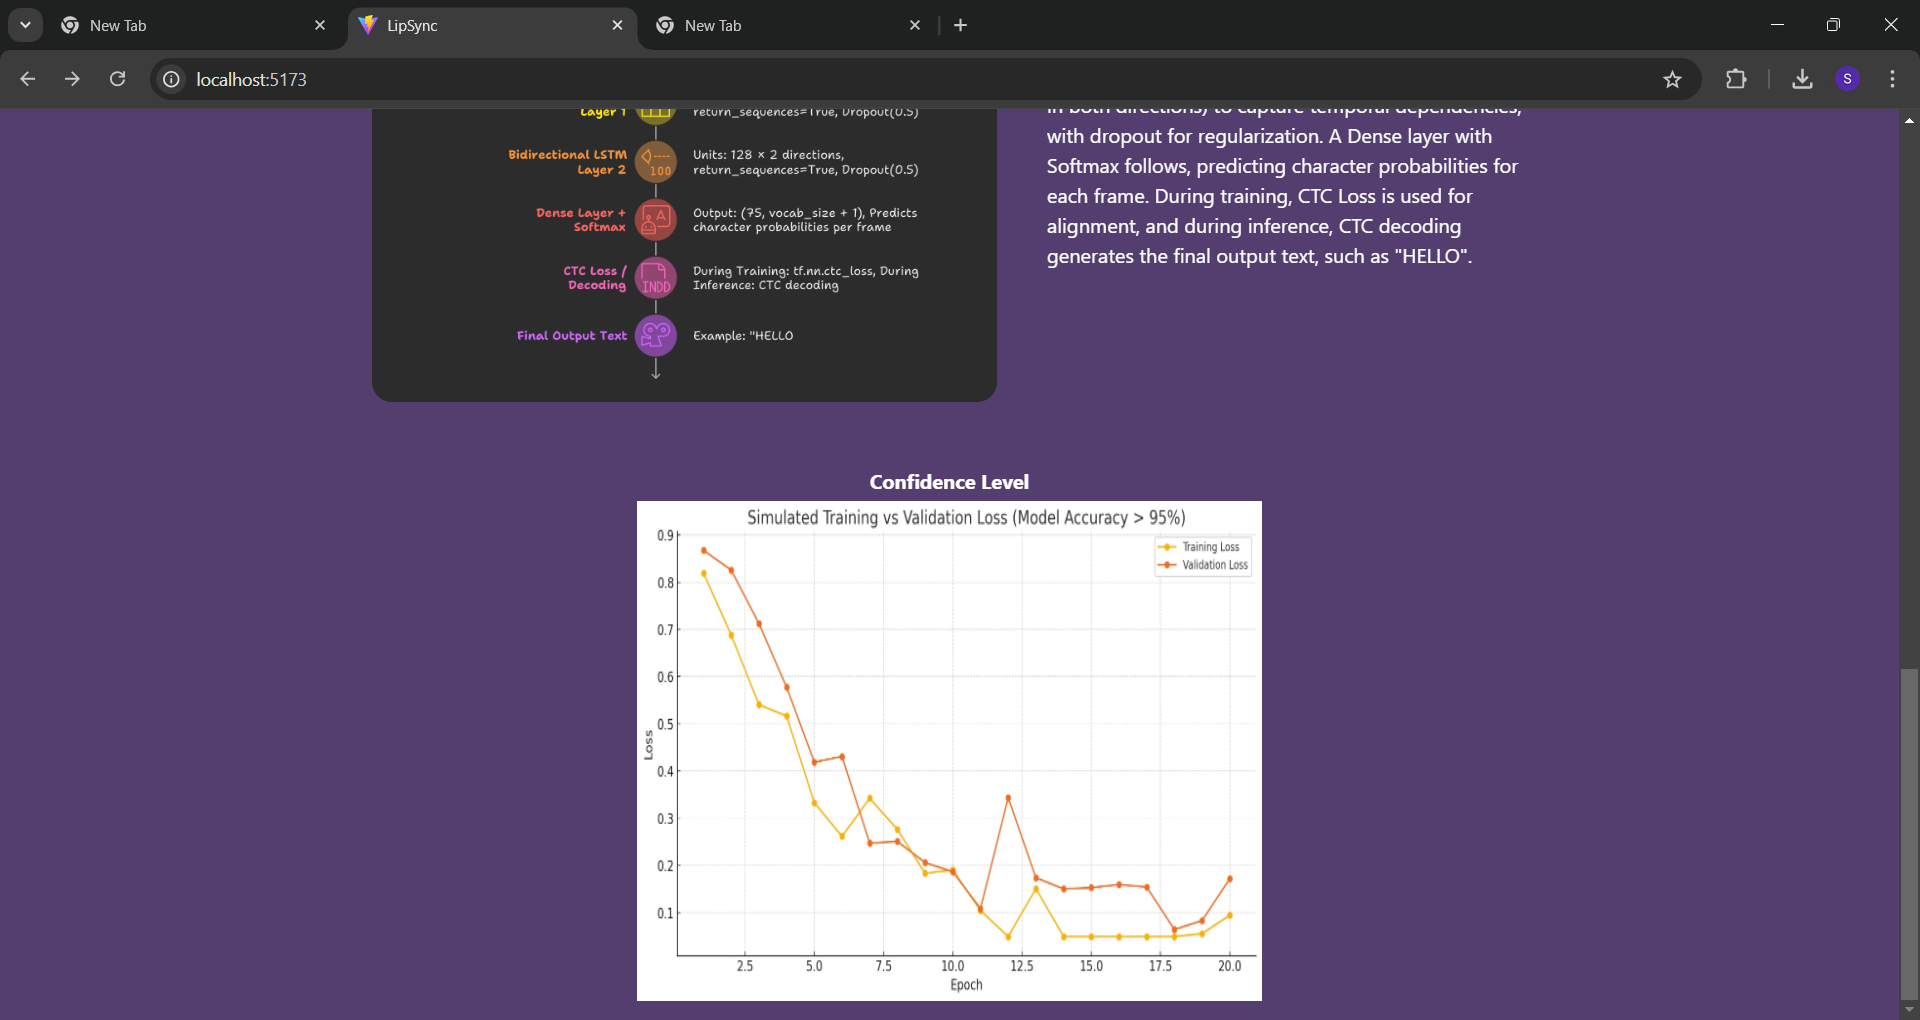 New Tab
LipSync
New Tab
localhost:5173
S
Layer 1
return_sequences=True, Dropout(0.5)
Bidirectional LSTM
Layer 2
100
Units: 128 × 2 directions,
return_sequences=True, Dropout(0.5)
Dense Layer +
Softmax
A
Output: (75, vocab_size + 1), Predicts
character probabilities per frame
CTC Loss /
Decoding
INDD
During Training: tf.nn.ctc_loss, During
Inference: CTC decoding
Final Output Text
Example: "HELLO
in both directions) to capture temporal dependencies,
with dropout for regularization. A Dense layer with
Softmax follows, predicting character probabilities for
each frame. During training, CTC Loss is used for
alignment, and during inference, CTC decoding
generates the final output text, such as "HELLO".
Confidence Level
Simulated Training vs Validation Loss (Model Accuracy > 95%)
Training Loss
Validation Loss
0.9
0.8
0.7
0.6
0.5
0.4
0.3
0.2
0.1
Loss
2.5 5.0 7.5 10.0 12.5 15.0 17.5 20.0
Epoch